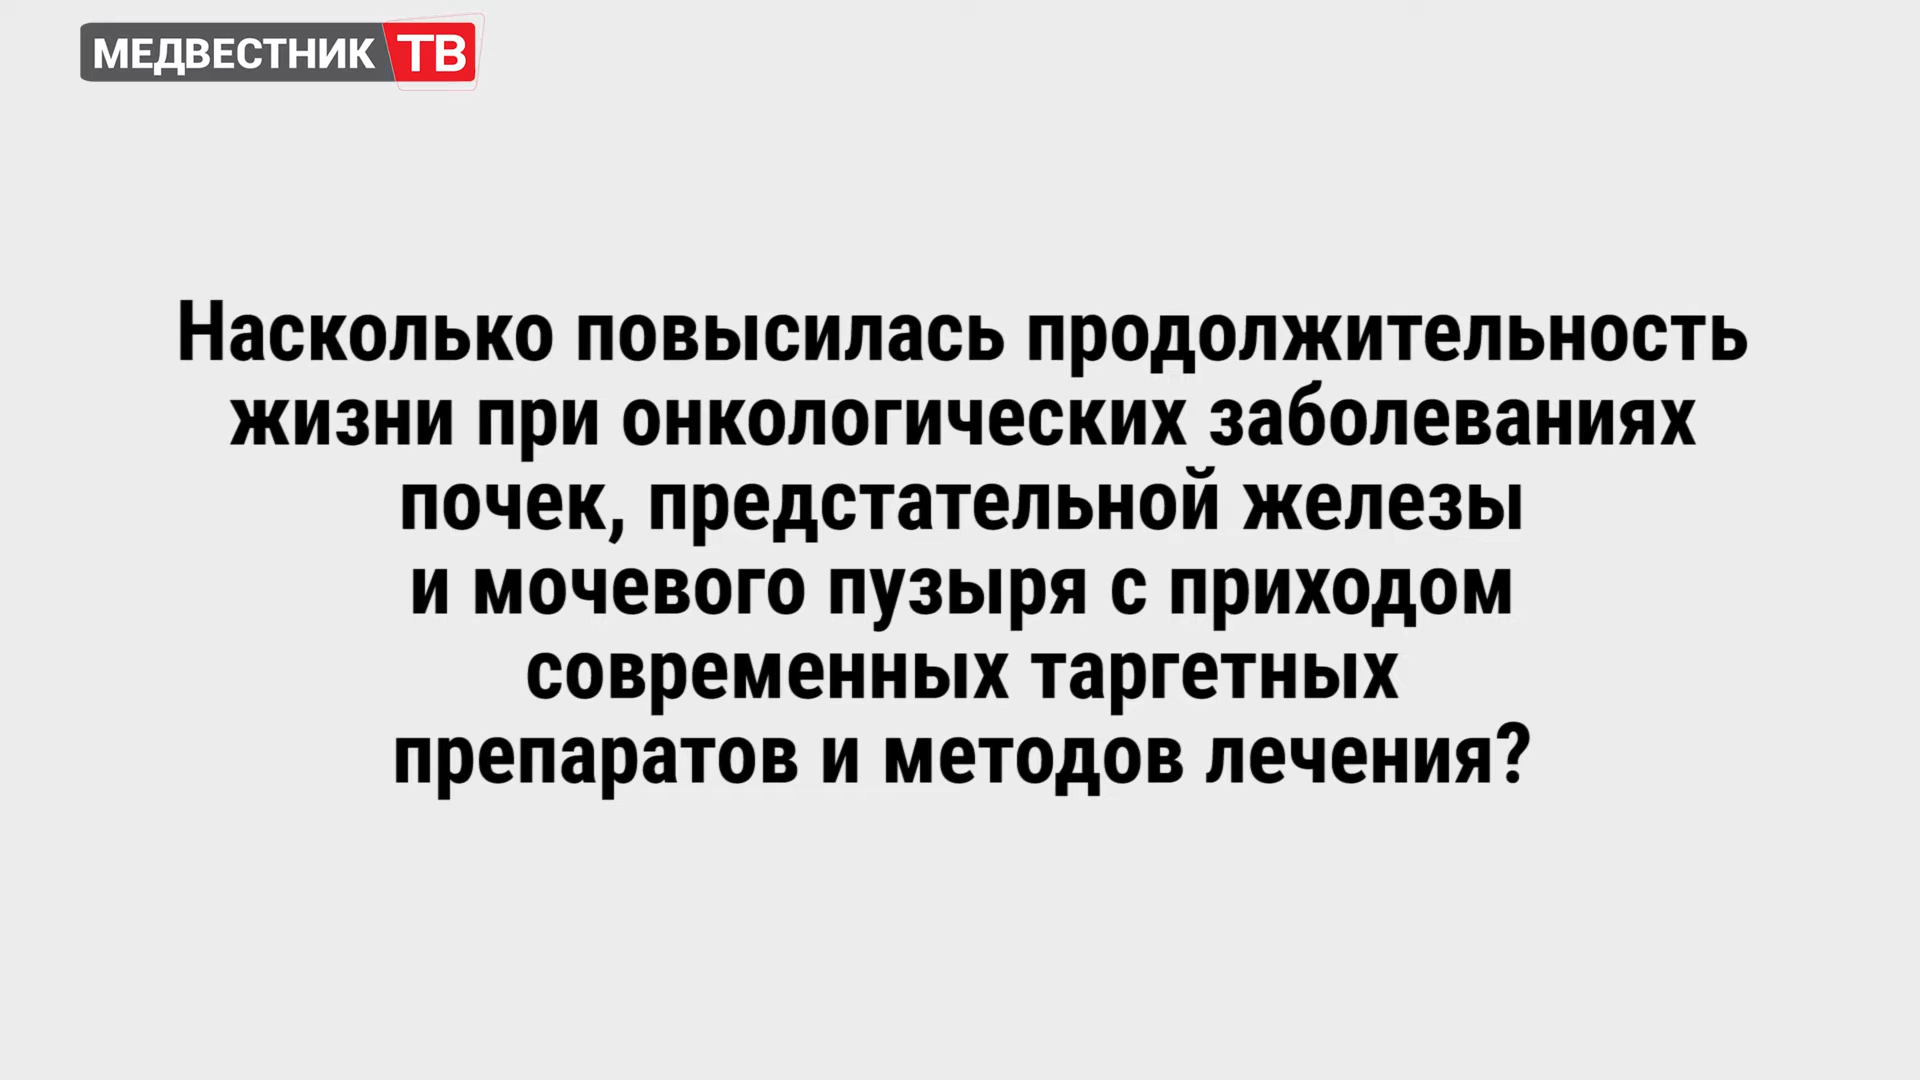 МЕДВЕСТНИК ТВ
Насколько повысилась продолжительность
жизни при онкологических заболеваниях
почек, предстательной железы
и мочевого пузыря с приходом
современных таргетных
препаратов и методов лечения?